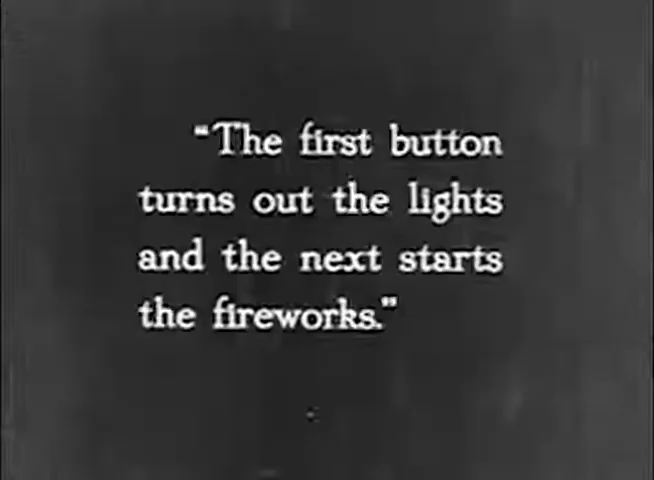 “The first button
turns out the lights
and the next starts
the fireworks.”